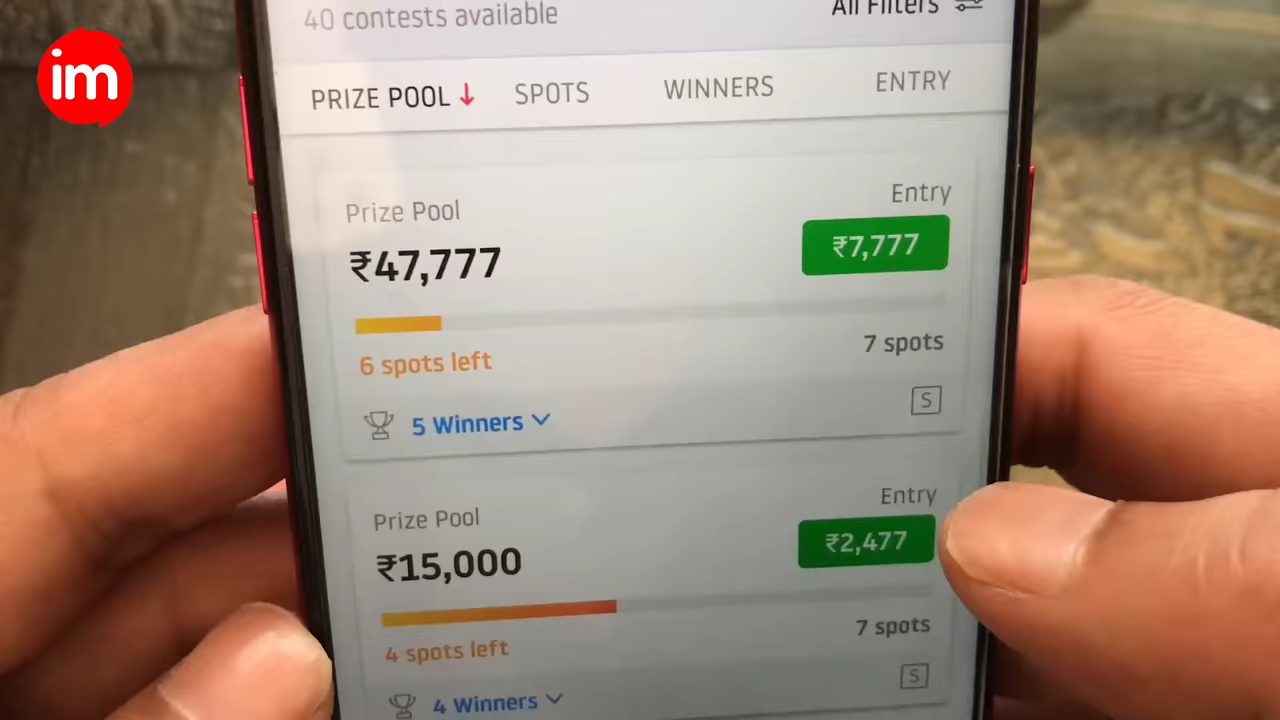 im
40 contests available
All Filters
PRIZE POOL ↓ SPOTS WINNERS ENTRY
Prize Pool
Entry
₹47,777
₹7,777
6 spots left
7 spots
5 Winners
S
Prize Pool
Entry
₹15,000
₹2,477
4 spots left
7 spots
4 Winners
S